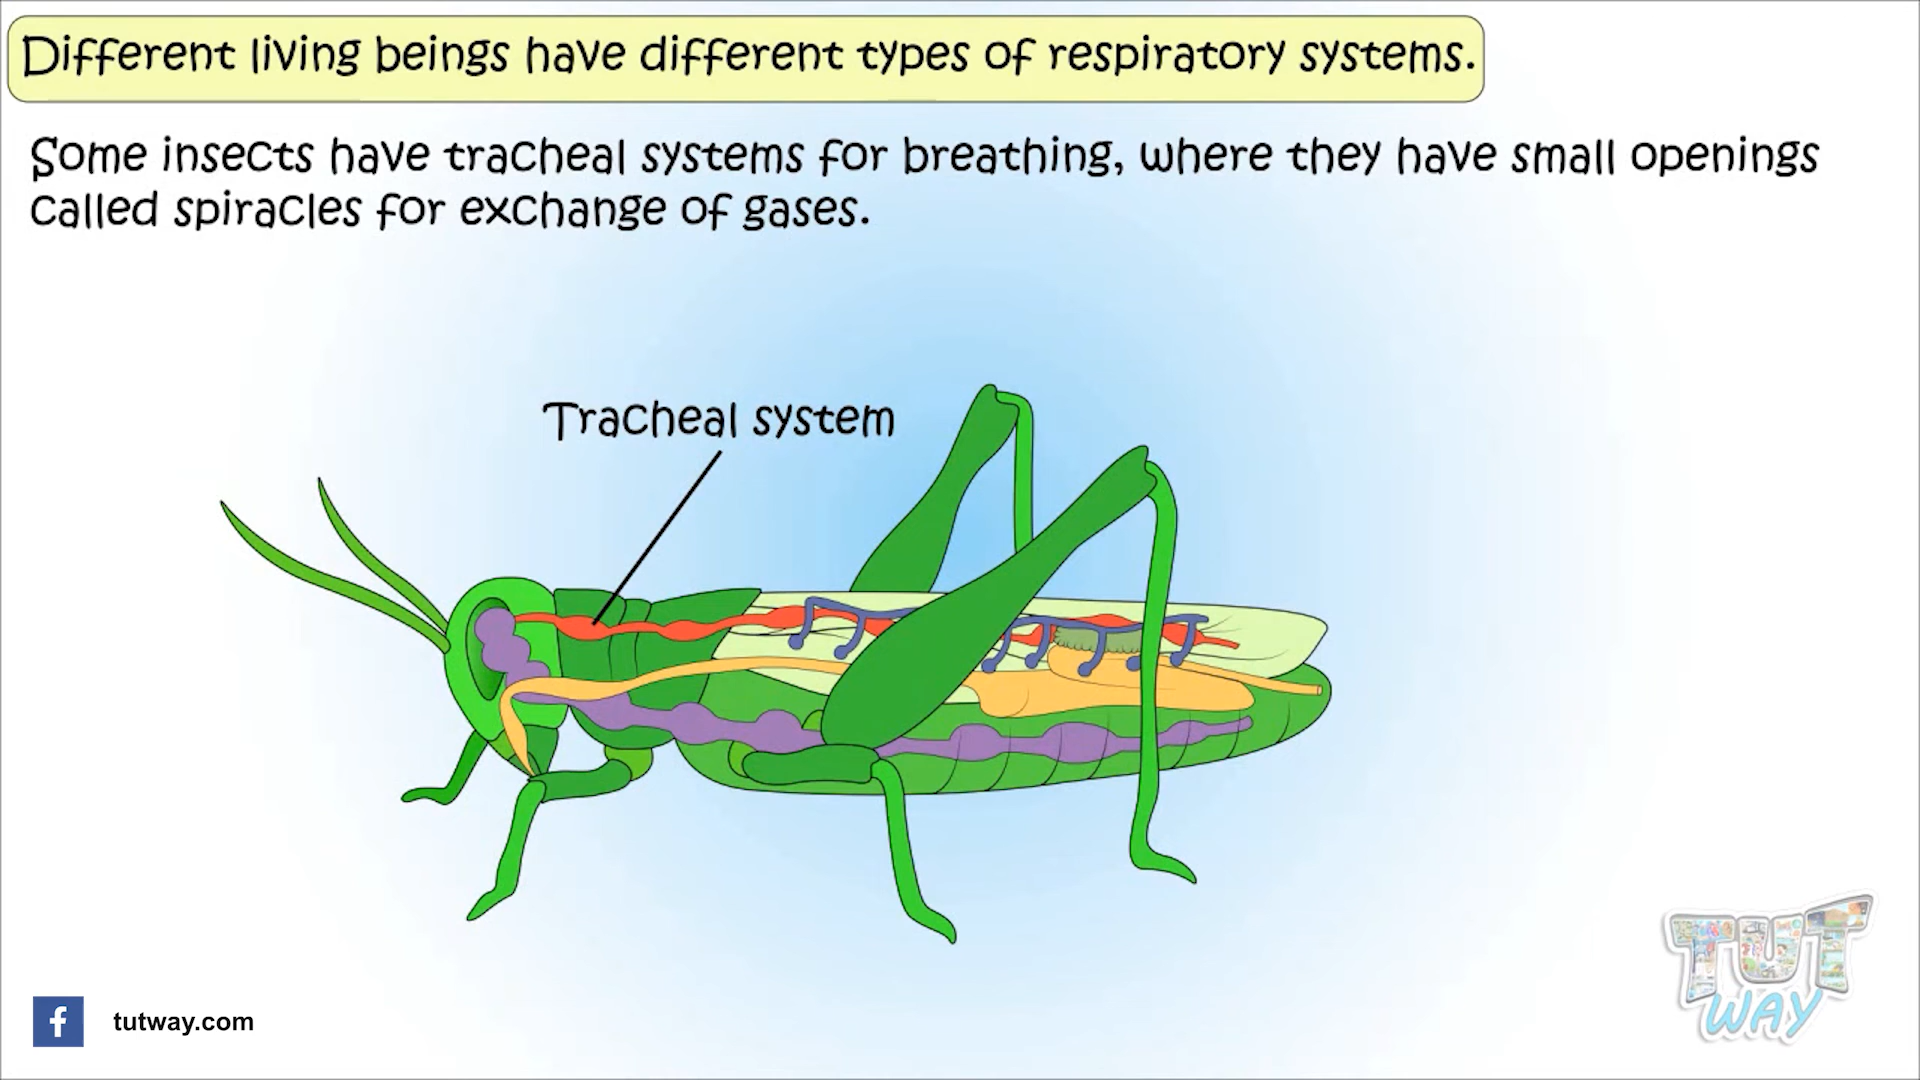 Different living beings have different types of respiratory systems.
Some insects have tracheal systems for breathing, where they have small openings
called spiracles for exchange of gases.
Tracheal system
f tutway.com
TUT
WAY